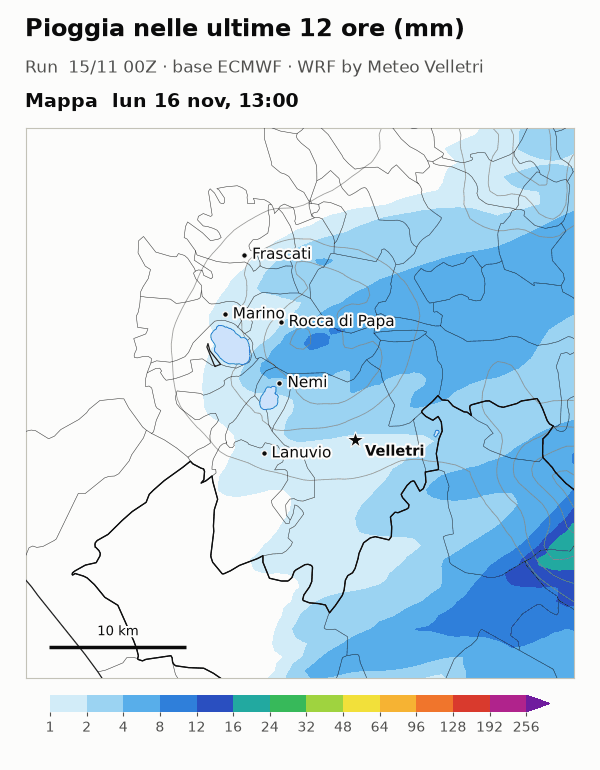 Pioggia nelle ultime 12 ore (mm)
Run 15/11 00Z · base ECMWF · WRF by Meteo Velletri
Mappa lun 16 nov, 13:00
Frascati
Marino
Rocca di Papa
Nemi
Velletri
Lanuvio
10 km
1 2 4 8 12 16 24 32 48 64 96 128 192 256